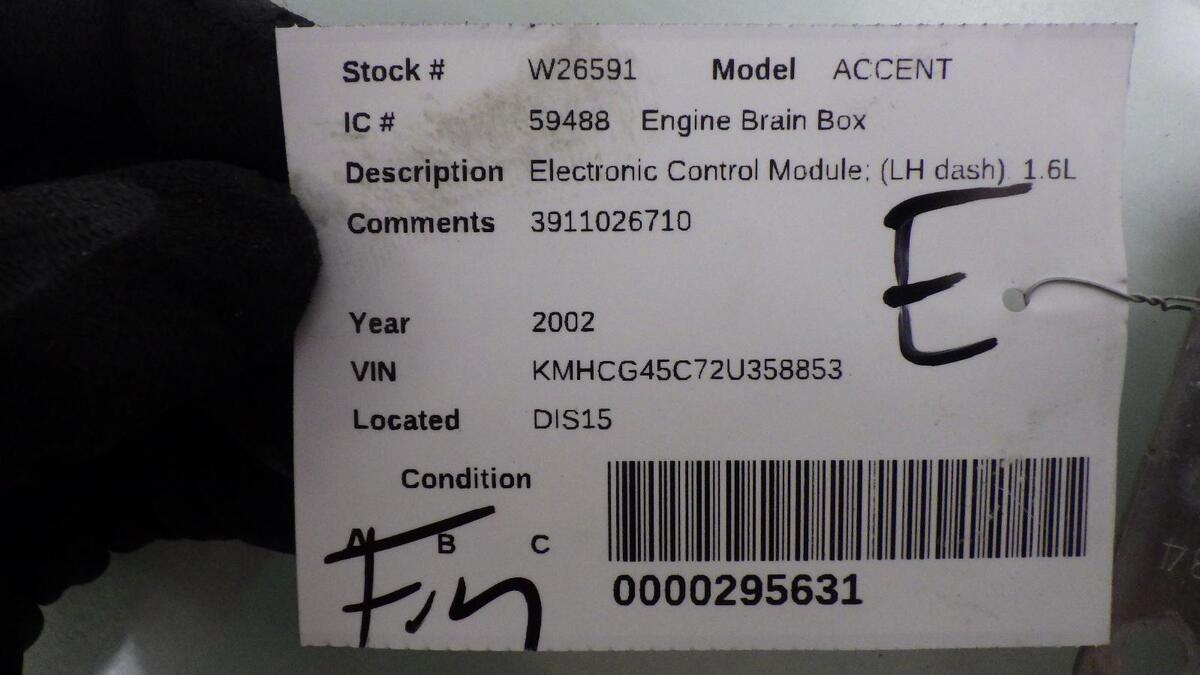 Stock # W26591 Model ACCENT
IC # 59488 Engine Brain Box
Description Electronic Control Module; (LH dash), 1.6L
Comments 3911026710
E
Year 2002
VIN KMHCG45C72U358853
Located DIS15
Condition
A B C
Fin
0000295631